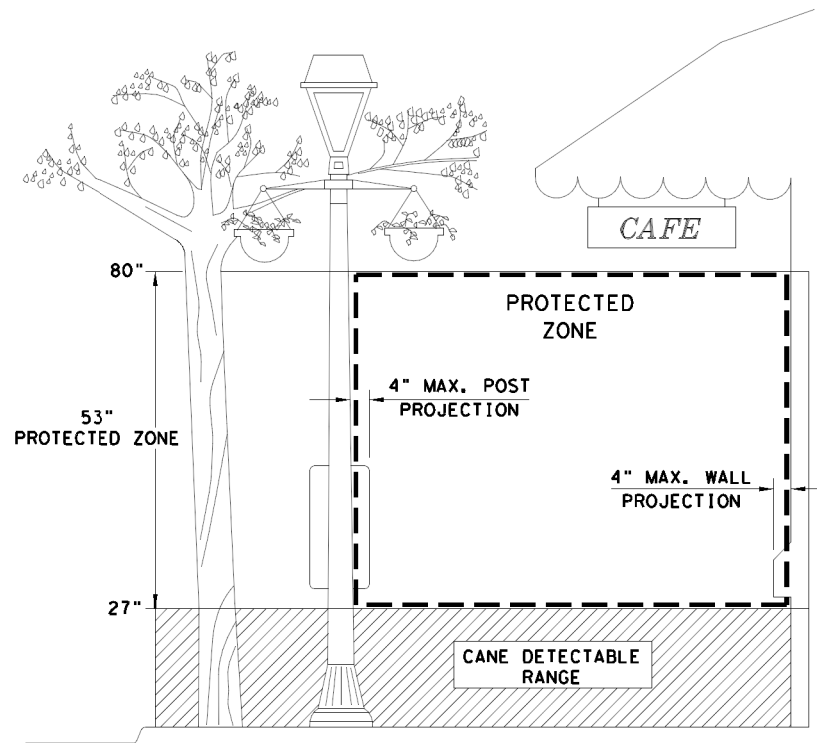 CAFE
80"
PROTECTED
ZONE
4" MAX. POST
PROJECTION
53"
PROTECTED ZONE
4" MAX. WALL
PROJECTION
27"
CANE DETECTABLE
RANGE